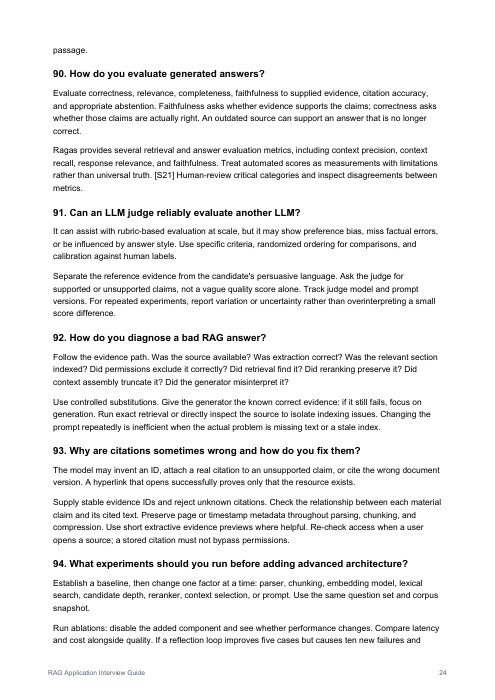 passage.
90. How do you evaluate generated answers?
Evaluate correctness, relevance, completeness, faithfulness to supplied evidence, citation accuracy,
and appropriate abstention. Faithfulness asks whether evidence supports the claims; correctness asks
whether those claims are actually right. An outdated source can support an answer that is no longer
correct.
Ragas provides several retrieval and answer evaluation metrics, including context precision, context
recall, response relevance, and faithfulness. Treat automated scores as measurements with limitations
rather than universal truth. [S21] Human-review critical categories and inspect disagreements between
metrics.
91. Can an LLM judge reliably evaluate another LLM?
It can assist with rubric-based evaluation at scale, but it may show preference bias, miss factual errors,
or be influenced by answer style. Use specific criteria, randomized ordering for comparisons, and
calibration against human labels.
Separate the reference evidence from the candidate's persuasive language. Ask the judge for
supported or unsupported claims, not a vague quality score alone. Track judge model and prompt
versions. For repeated experiments, report variation or uncertainty rather than overinterpreting a small
score difference.
92. How do you diagnose a bad RAG answer?
Follow the evidence path. Was the source available? Was extraction correct? Was the relevant section
indexed? Did permissions exclude it correctly? Did retrieval find it? Did reranking preserve it? Did
context assembly truncate it? Did the generator misinterpret it?
Use controlled substitutions. Give the generator the known correct evidence: if it still fails, focus on
generation. Run exact retrieval or directly inspect the source to isolate indexing issues. Changing the
prompt repeatedly is inefficient when the actual problem is missing text or a stale index.
93. Why are citations sometimes wrong and how do you fix them?
The model may invent an ID, attach a real citation to an unsupported claim, or cite the wrong document
version. A hyperlink that opens successfully proves only that the resource exists.
Supply stable evidence IDs and reject unknown citations. Check the relationship between each material
claim and its cited text. Preserve page or timestamp metadata throughout parsing, chunking, and
compression. Use short extractive evidence previews where helpful. Re-check access when a user
opens a source; a stored citation must not bypass permissions.
94. What experiments should you run before adding advanced architecture?
Establish a baseline, then change one factor at a time: parser, chunking, embedding model, lexical
search, candidate depth, reranker, context selection, or prompt. Use the same question set and corpus
snapshot.
Run ablations: disable the added component and see whether performance changes. Compare latency
and cost alongside quality. If a reflection loop improves five cases but causes ten new failures and
RAG Application Interview Guide
24